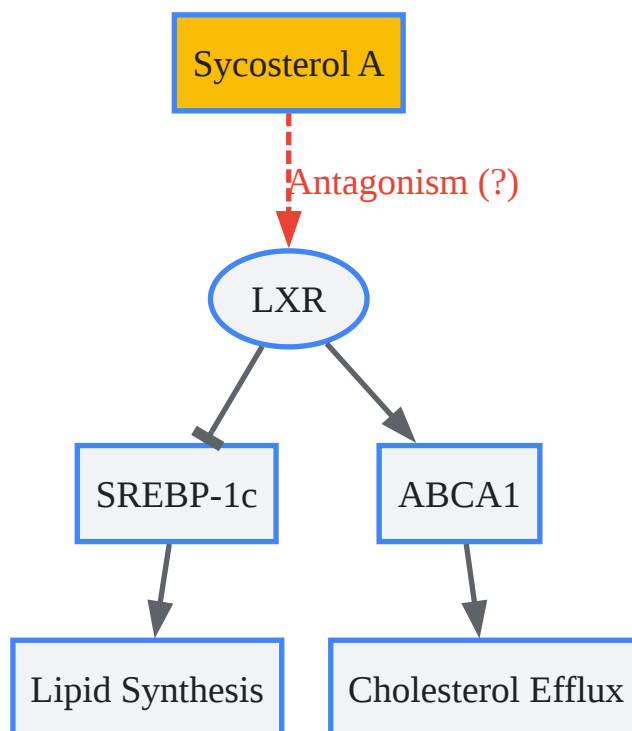 Sycosterol A
Antagonism (?)
LXR
SREBP-1c
ABCA1
Lipid Synthesis
Cholesterol Efflux